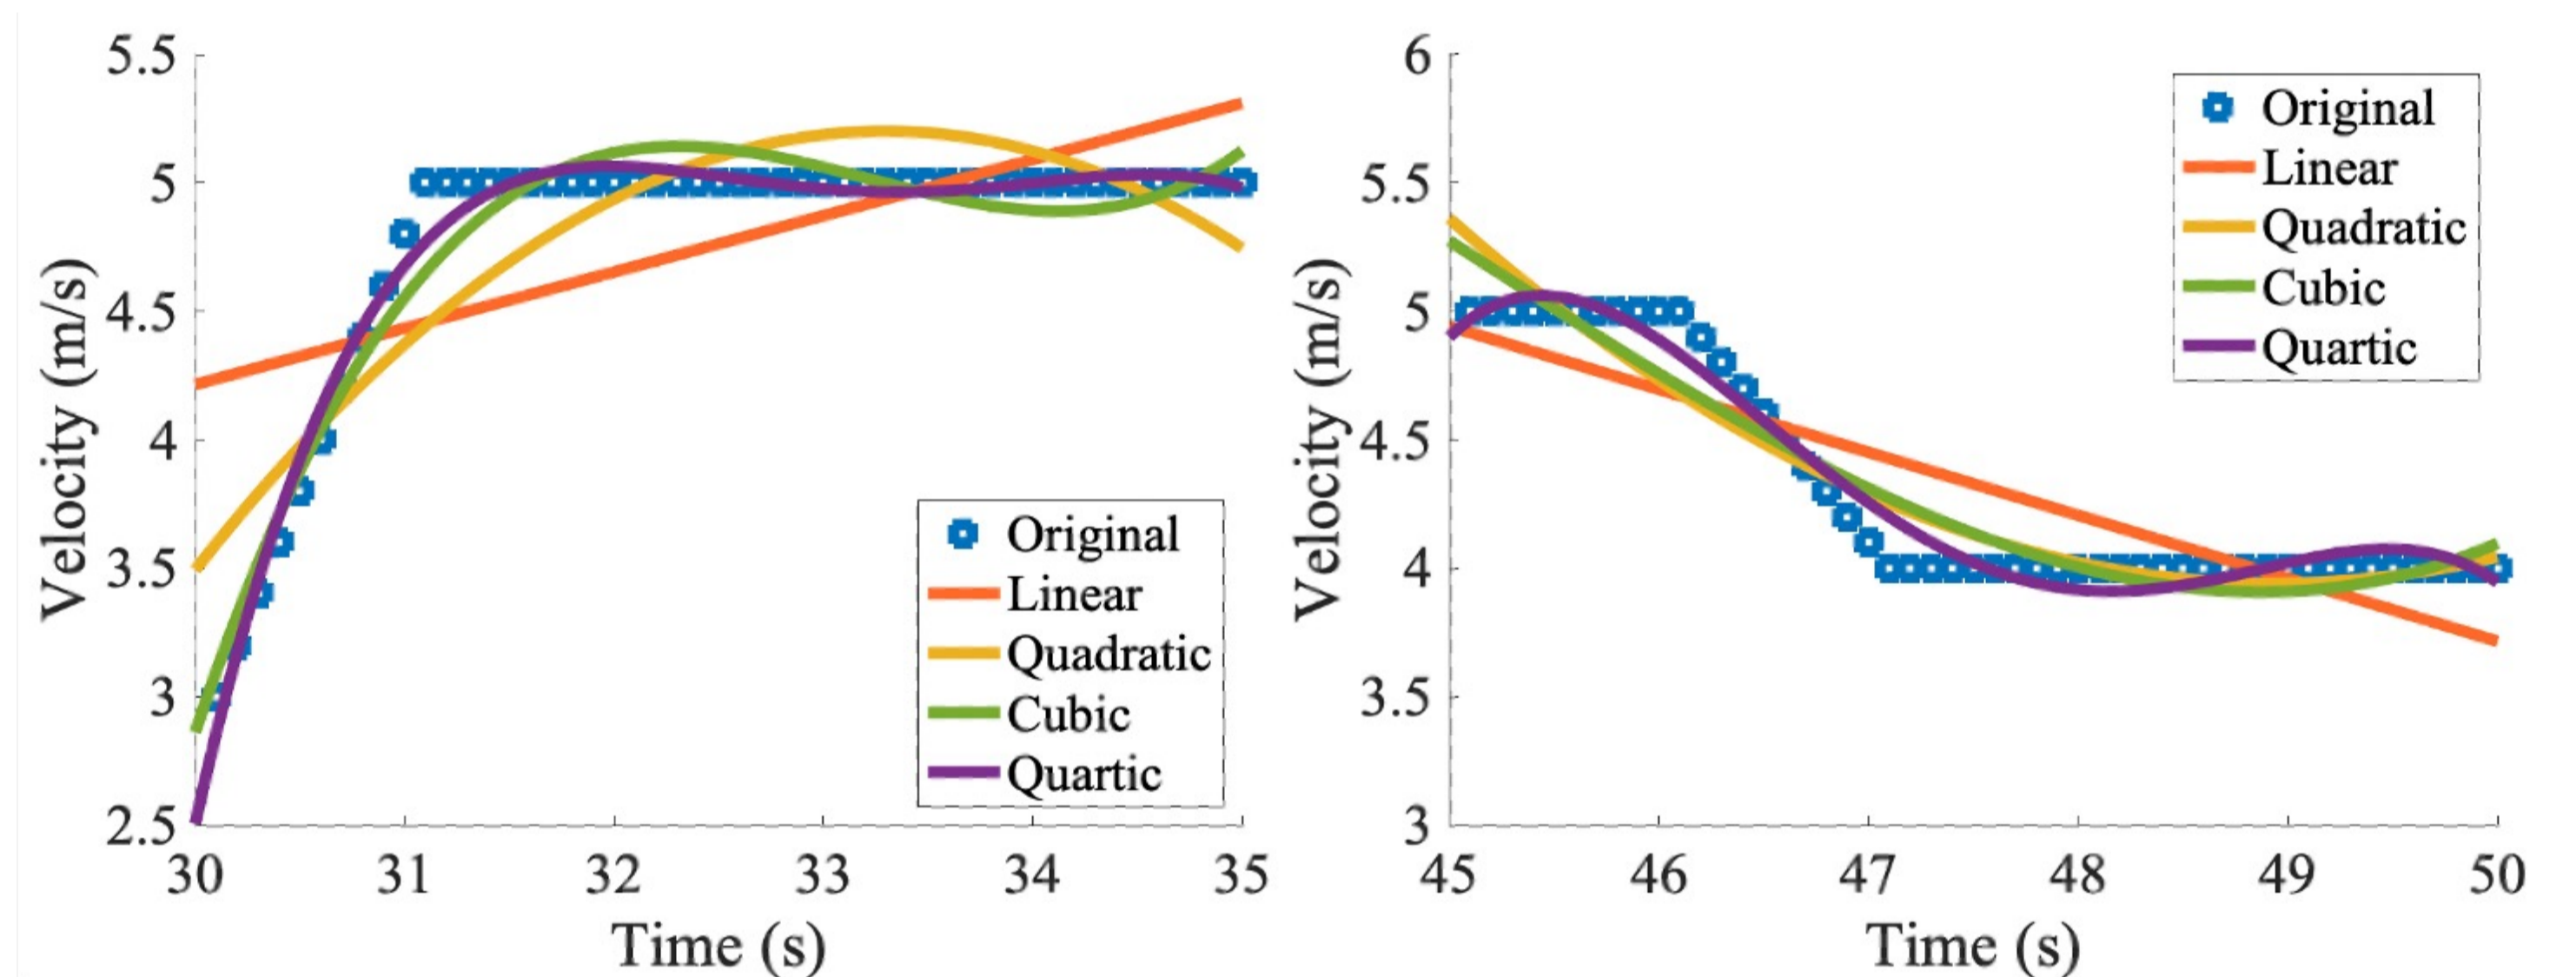 5.5
5
4.5
4
3.5
3
2.5
30 31 32 33 34 35
Time (s)
Velocity (m/s)
Original
Linear
Quadratic
Cubic
Quartic
6
5.5
5
4.5
4
3.5
3
45 46 47 48 49 50
Time (s)
Velocity (m/s)
Original
Linear
Quadratic
Cubic
Quartic